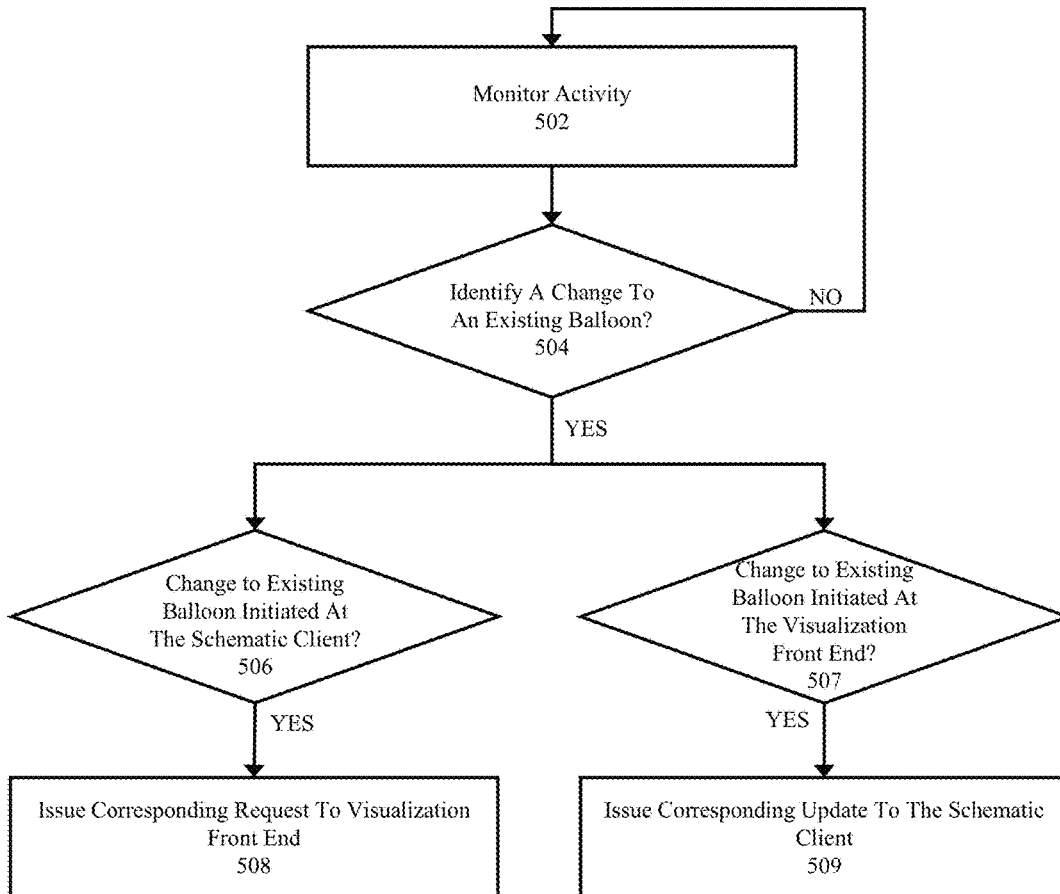 Monitor Activity
502
Identify A Change To
An Existing Balloon?
504
NO
YES
Change to Existing
Balloon Initiated At
The Schematic Client?
506
Change to Existing
Balloon Initiated At
The Visualization
Front End?
507
YES
YES
Issue Corresponding Request To Visualization
Front End
508
Issue Corresponding Update To The Schematic
Client
509